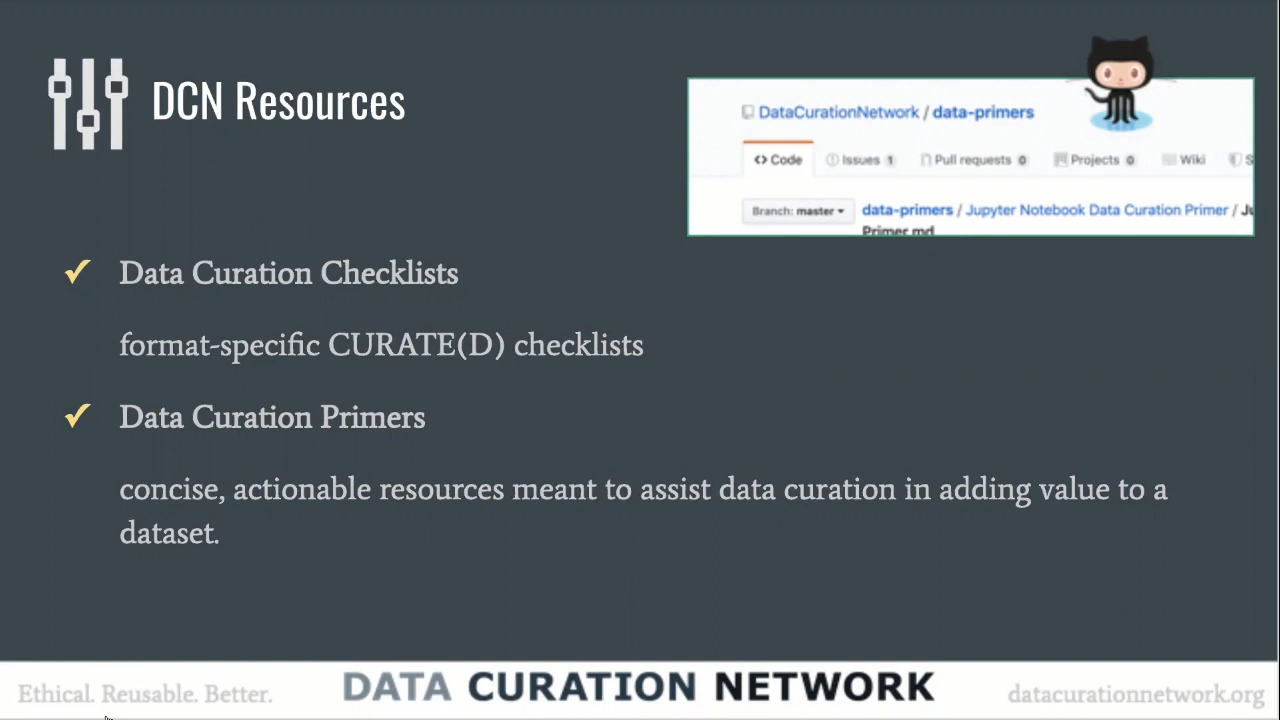 DCN Resources
DataCurationNetwork / data-primers
Code Issues 1 Pull requests 0 Projects 0 Wiki S
Branch: master data-primers / Jupyter Notebook Data Curation Primer / Ju
Primer.md
Data Curation Checklists
format-specific CURATE(D) checklists
Data Curation Primers
concise, actionable resources meant to assist data curation in adding value to a
dataset.
Ethical. Reusable. Better. DATA CURATION NETWORK datacurationnetwork.org